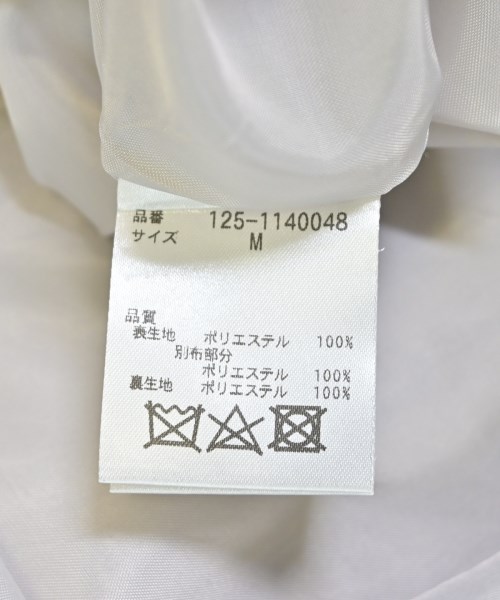 品番 125-1140048
サイズ M
品質
表生地 ポリエステル 100%
別布部分
ポリエステル 100%
裏生地 ポリエステル 100%